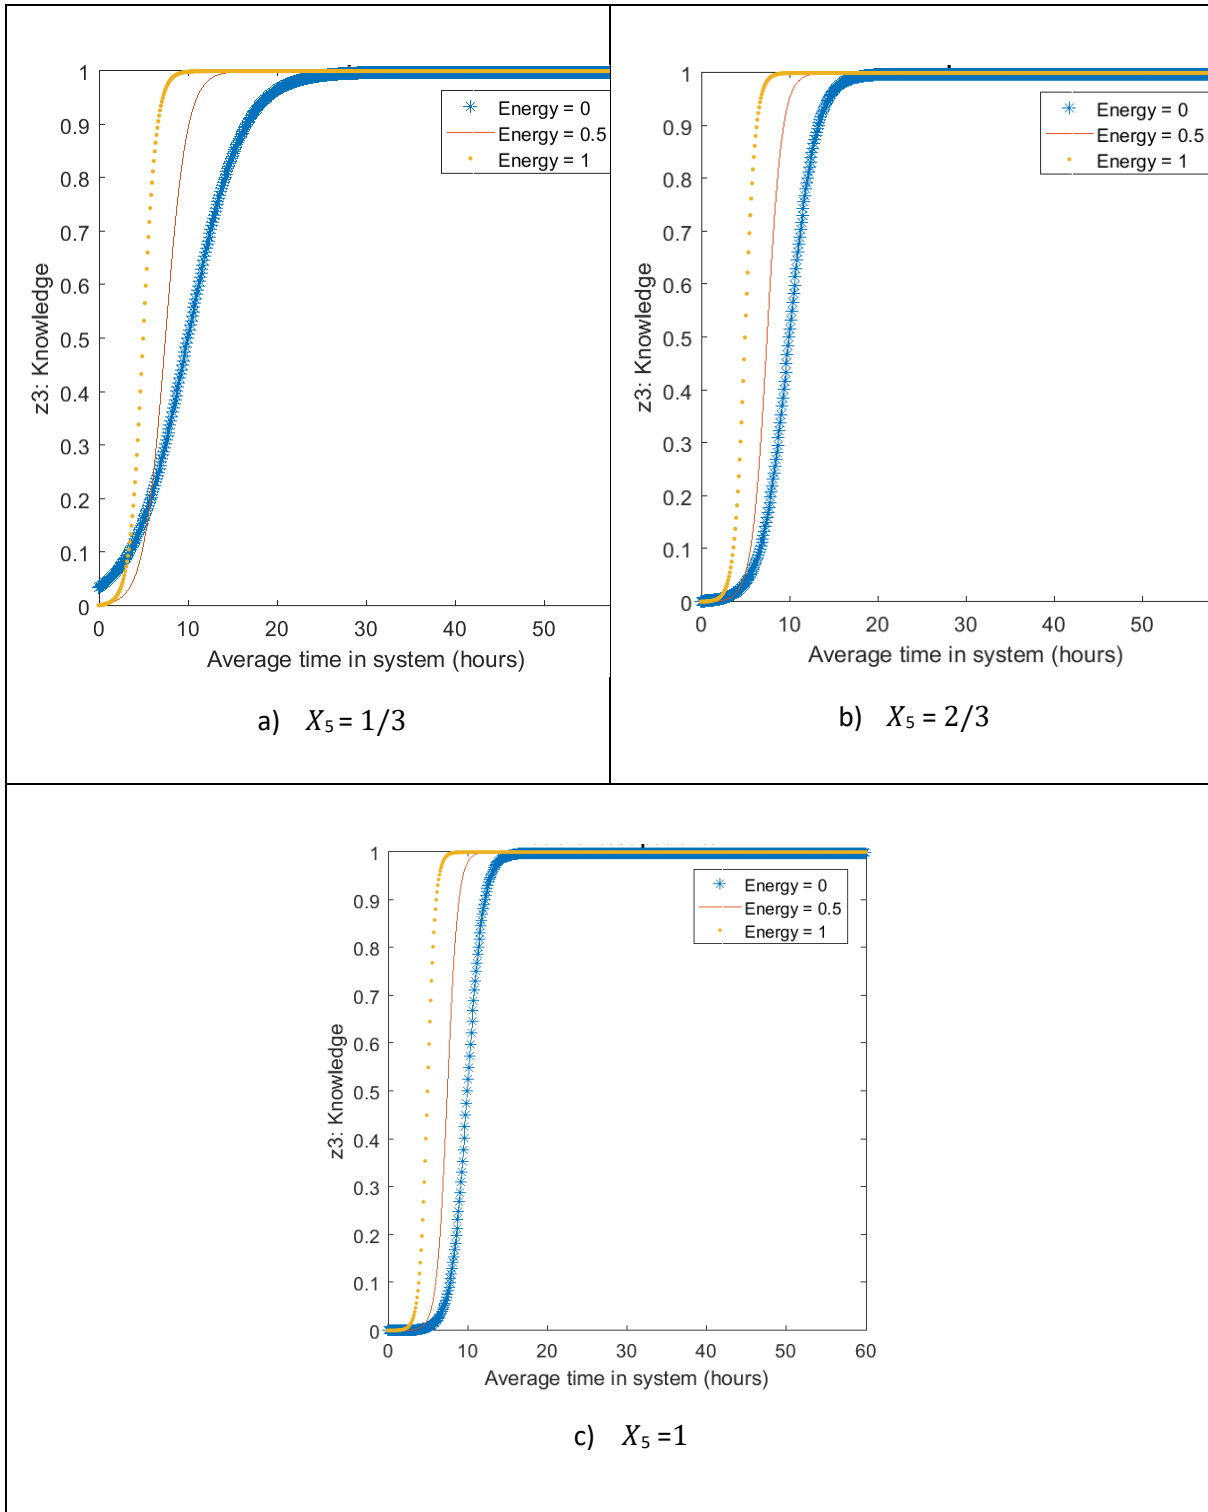 1
0.9
0.8
0.7
0.6
0.5
0.4
0.3
0.2
0.1
0
z3: Knowledge
0 10 20 30 40 50
Average time in system (hours)
Energy = 0
Energy = 0.5
Energy = 1
a) X5 = 1/3
1
0.9
0.8
0.7
0.6
0.5
0.4
0.3
0.2
0.1
0
z3: Knowledge
0 10 20 30 40 50
Average time in system (hours)
Energy = 0
Energy = 0.5
Energy = 1
b) X5 = 2/3
1
0.9
0.8
0.7
0.6
0.5
0.4
0.3
0.2
0.1
0
z3: Knowledge
0 10 20 30 40 50 60
Average time in system (hours)
Energy = 0
Energy = 0.5
Energy = 1
c) X5 =1